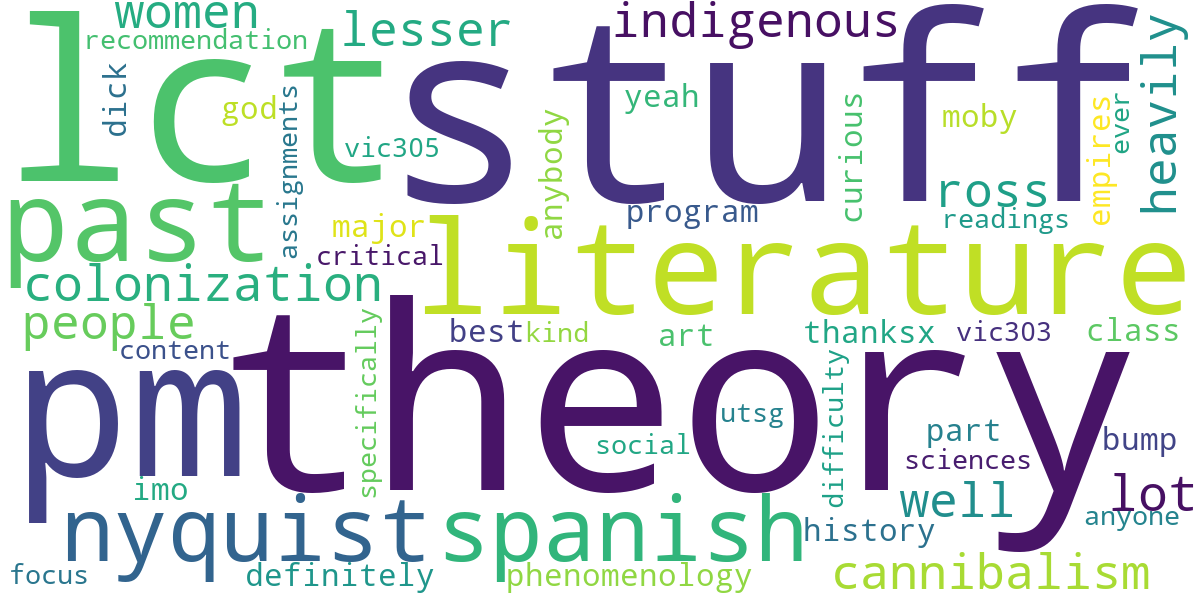 women
indigenous
lesser
recommendation
lct
stuff
dick
god
assignments
vic305
yeah
anybody
curious
moby
empires
ever
heavily
past
major
critical
program
ross
readings
literature
colonization
people
content
specifically
best
kind
art
thanksx
vic303
class
pm
theory
utsg
social
difficulty
part
sciences
bump
imo
well
lot
anyone
nyquist
spanish
history
focus
definitely
phenomenology
cannibalism